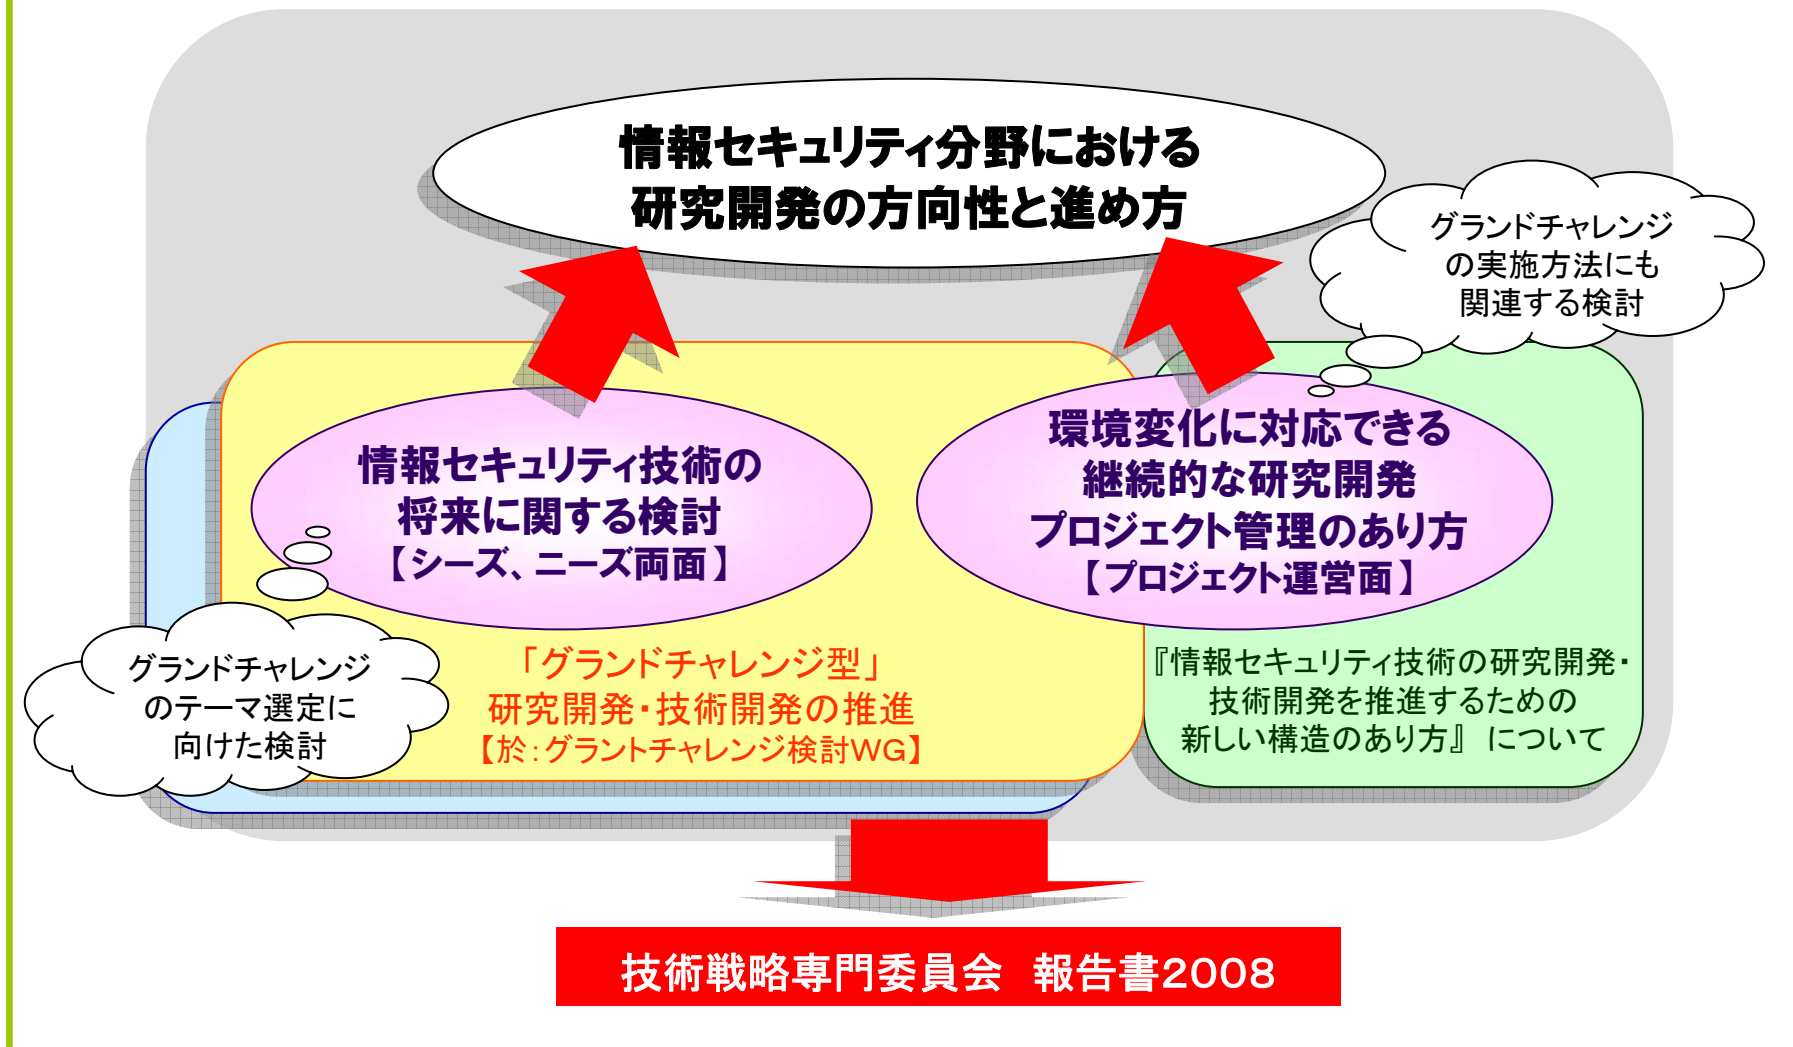 情報セキュリティ分野における
研究開発の方向性と進め方
グランドチャレンジ
の実施方法にも
関連する検討
情報セキュリティ技術の
将来に関する検討
【シーズ、ニーズ両面】
環境変化に対応できる
継続的な研究開発
プロジェクト管理のあり方
【プロジェクト運営面】
グランドチャレンジ
のテーマ選定に
向けた検討
「グランドチャレンジ型」
研究開発・技術開発の推進
【於：グラントチャレンジ検討WG】
『情報セキュリティ技術の研究開発・
技術開発を推進するための
新しい構造のあり方』 について
技術戦略専門委員会　報告書2008